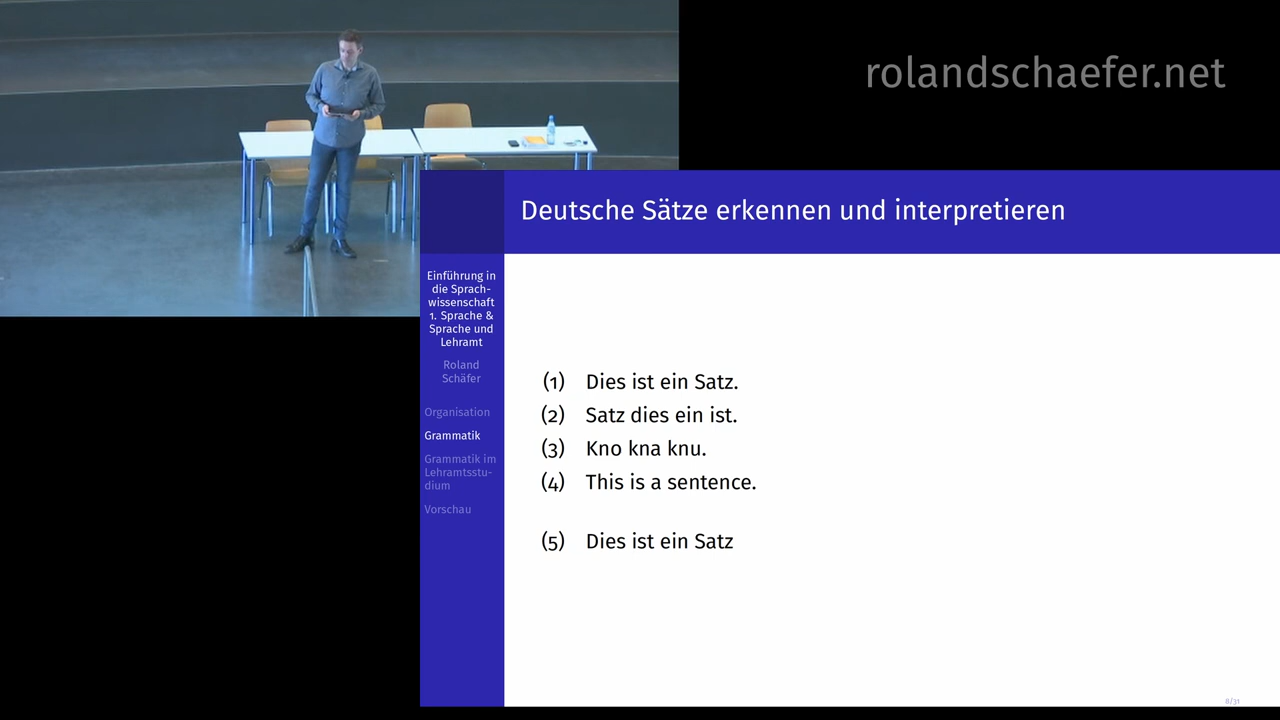 rolandschaefer.net
Deutsche Sätze erkennen und interpretieren
Einführung in
die Sprach-
wissenschaft
1. Sprache &
Sprache und
Lehramt
Roland
Schäfer
Organisation
Grammatik
Grammatik im
Lehramtsstu-
dium
Vorschau
(1) Dies ist ein Satz.
(2) Satz dies ein ist.
(3) Kno kna knu.
(4) This is a sentence.
(5) Dies ist ein Satz
8/31